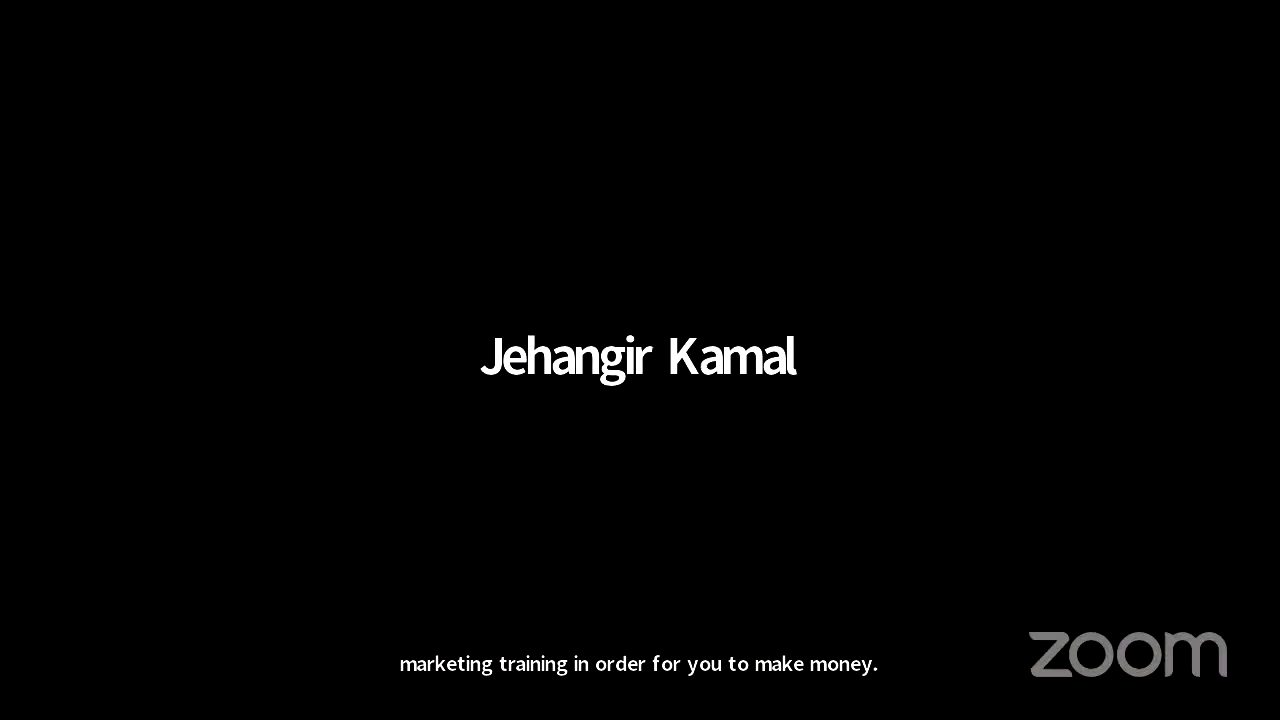 Jehangir Kamal
marketing training in order for you to make money.
zoom